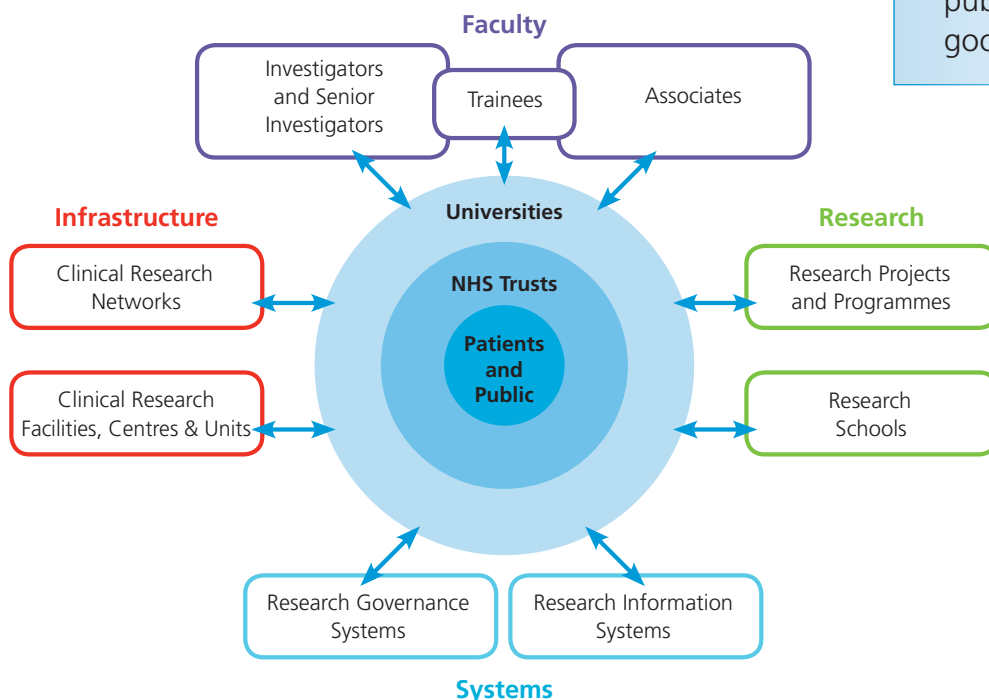 Faculty
Investigators
and Senior
Investigators
Trainees
Associates
Universities
Infrastructure
Research
Clinical Research
Networks
NHS Trusts
Research Projects
and Programmes
Patients
and
Public
Clinical Research
Facilities, Centres & Units
Research
Schools
Research Governance
Systems
Research Information
Systems
Systems